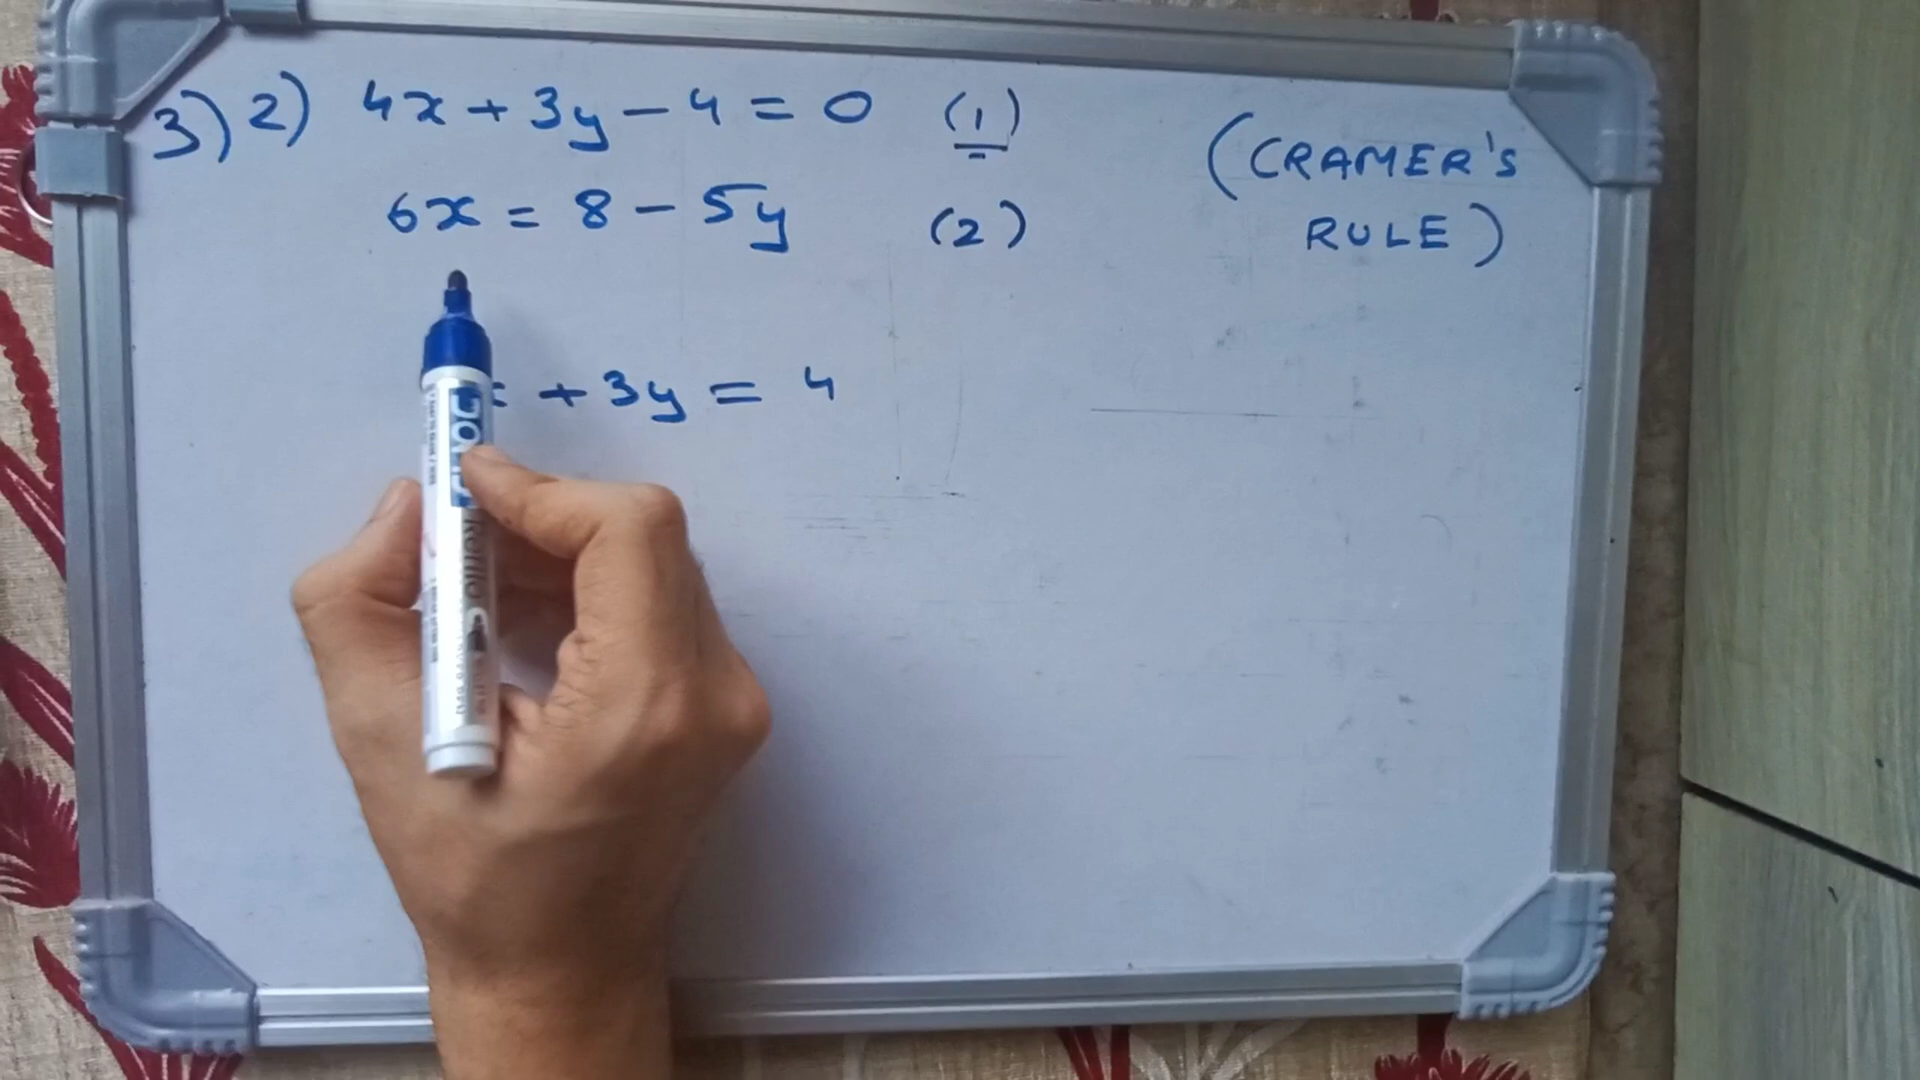 3) 2) 4x + 3y - 4 = 0 (1)
6x = 8 - 5y (2)
(CRAMER'S
RULE)
+ 3y = 4